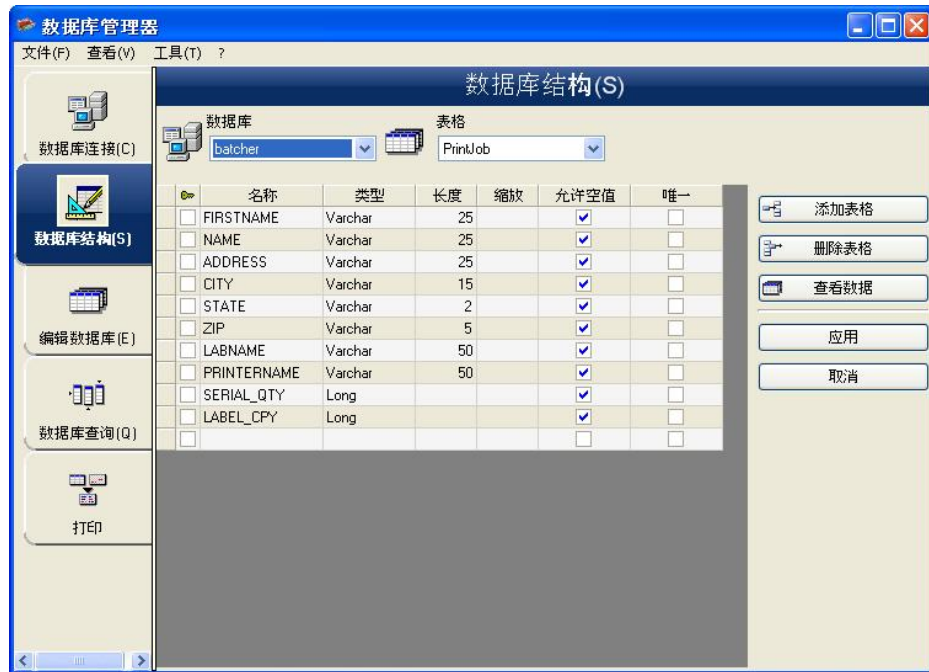 数据库管理器
文件(F) 查看(V) 工具(T) ?
数据库连接(C)
数据库结构(S)
编辑数据库(E)
数据库查询(Q)
打印
数据库结构(S)
数据库 表格
batcher PrintJob
名称 类型 长度 缩放 允许空值 唯一
FIRSTNAME Varchar 25
NAME Varchar 25
ADDRESS Varchar 25
CITY Varchar 15
STATE Varchar 2
ZIP Varchar 5
LABNAME Varchar 50
PRINTERNAME Varchar 50
SERIAL_QTY Long
LABEL_CPY Long
添加表格
删除表格
查看数据
应用
取消